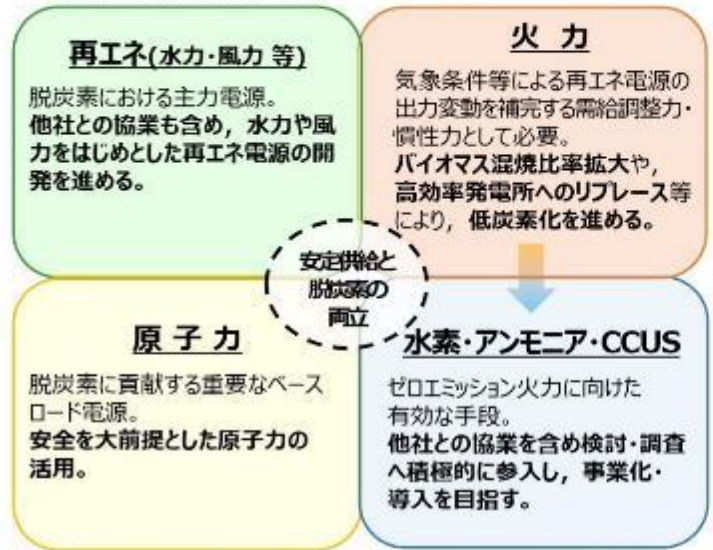 再エネ(水力・風力 等)
脱炭素における主力電源。
他社との協業も含め，水力や風
力をはじめとした再エネ電源の開
発を進める。
火 力
気象条件等による再エネ電源の
出力変動を補完する需給調整力・
慣性力として必要。
バイオマス混焼比率拡大や，
高効率発電所へのリプレース等
により，低炭素化を進める。
安定供給と
脱炭素の
両立
原 子 力
脱炭素に貢献する重要なベース
ロード電源。
安全を大前提とした原子力の
活用。
水素・アンモニア・CCUS
ゼロエミッション火力に向けた
有効な手段。
他社との協業を含め検討・調査
へ積極的に参入し，事業化・
導入を目指す。